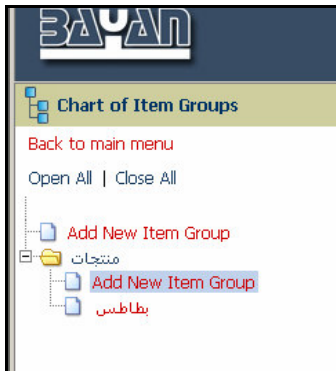 BAYAN
Chart of Item Groups
Back to main menu
Open All | Close All
Add New Item Group
منتجات
Add New Item Group
بطاطس